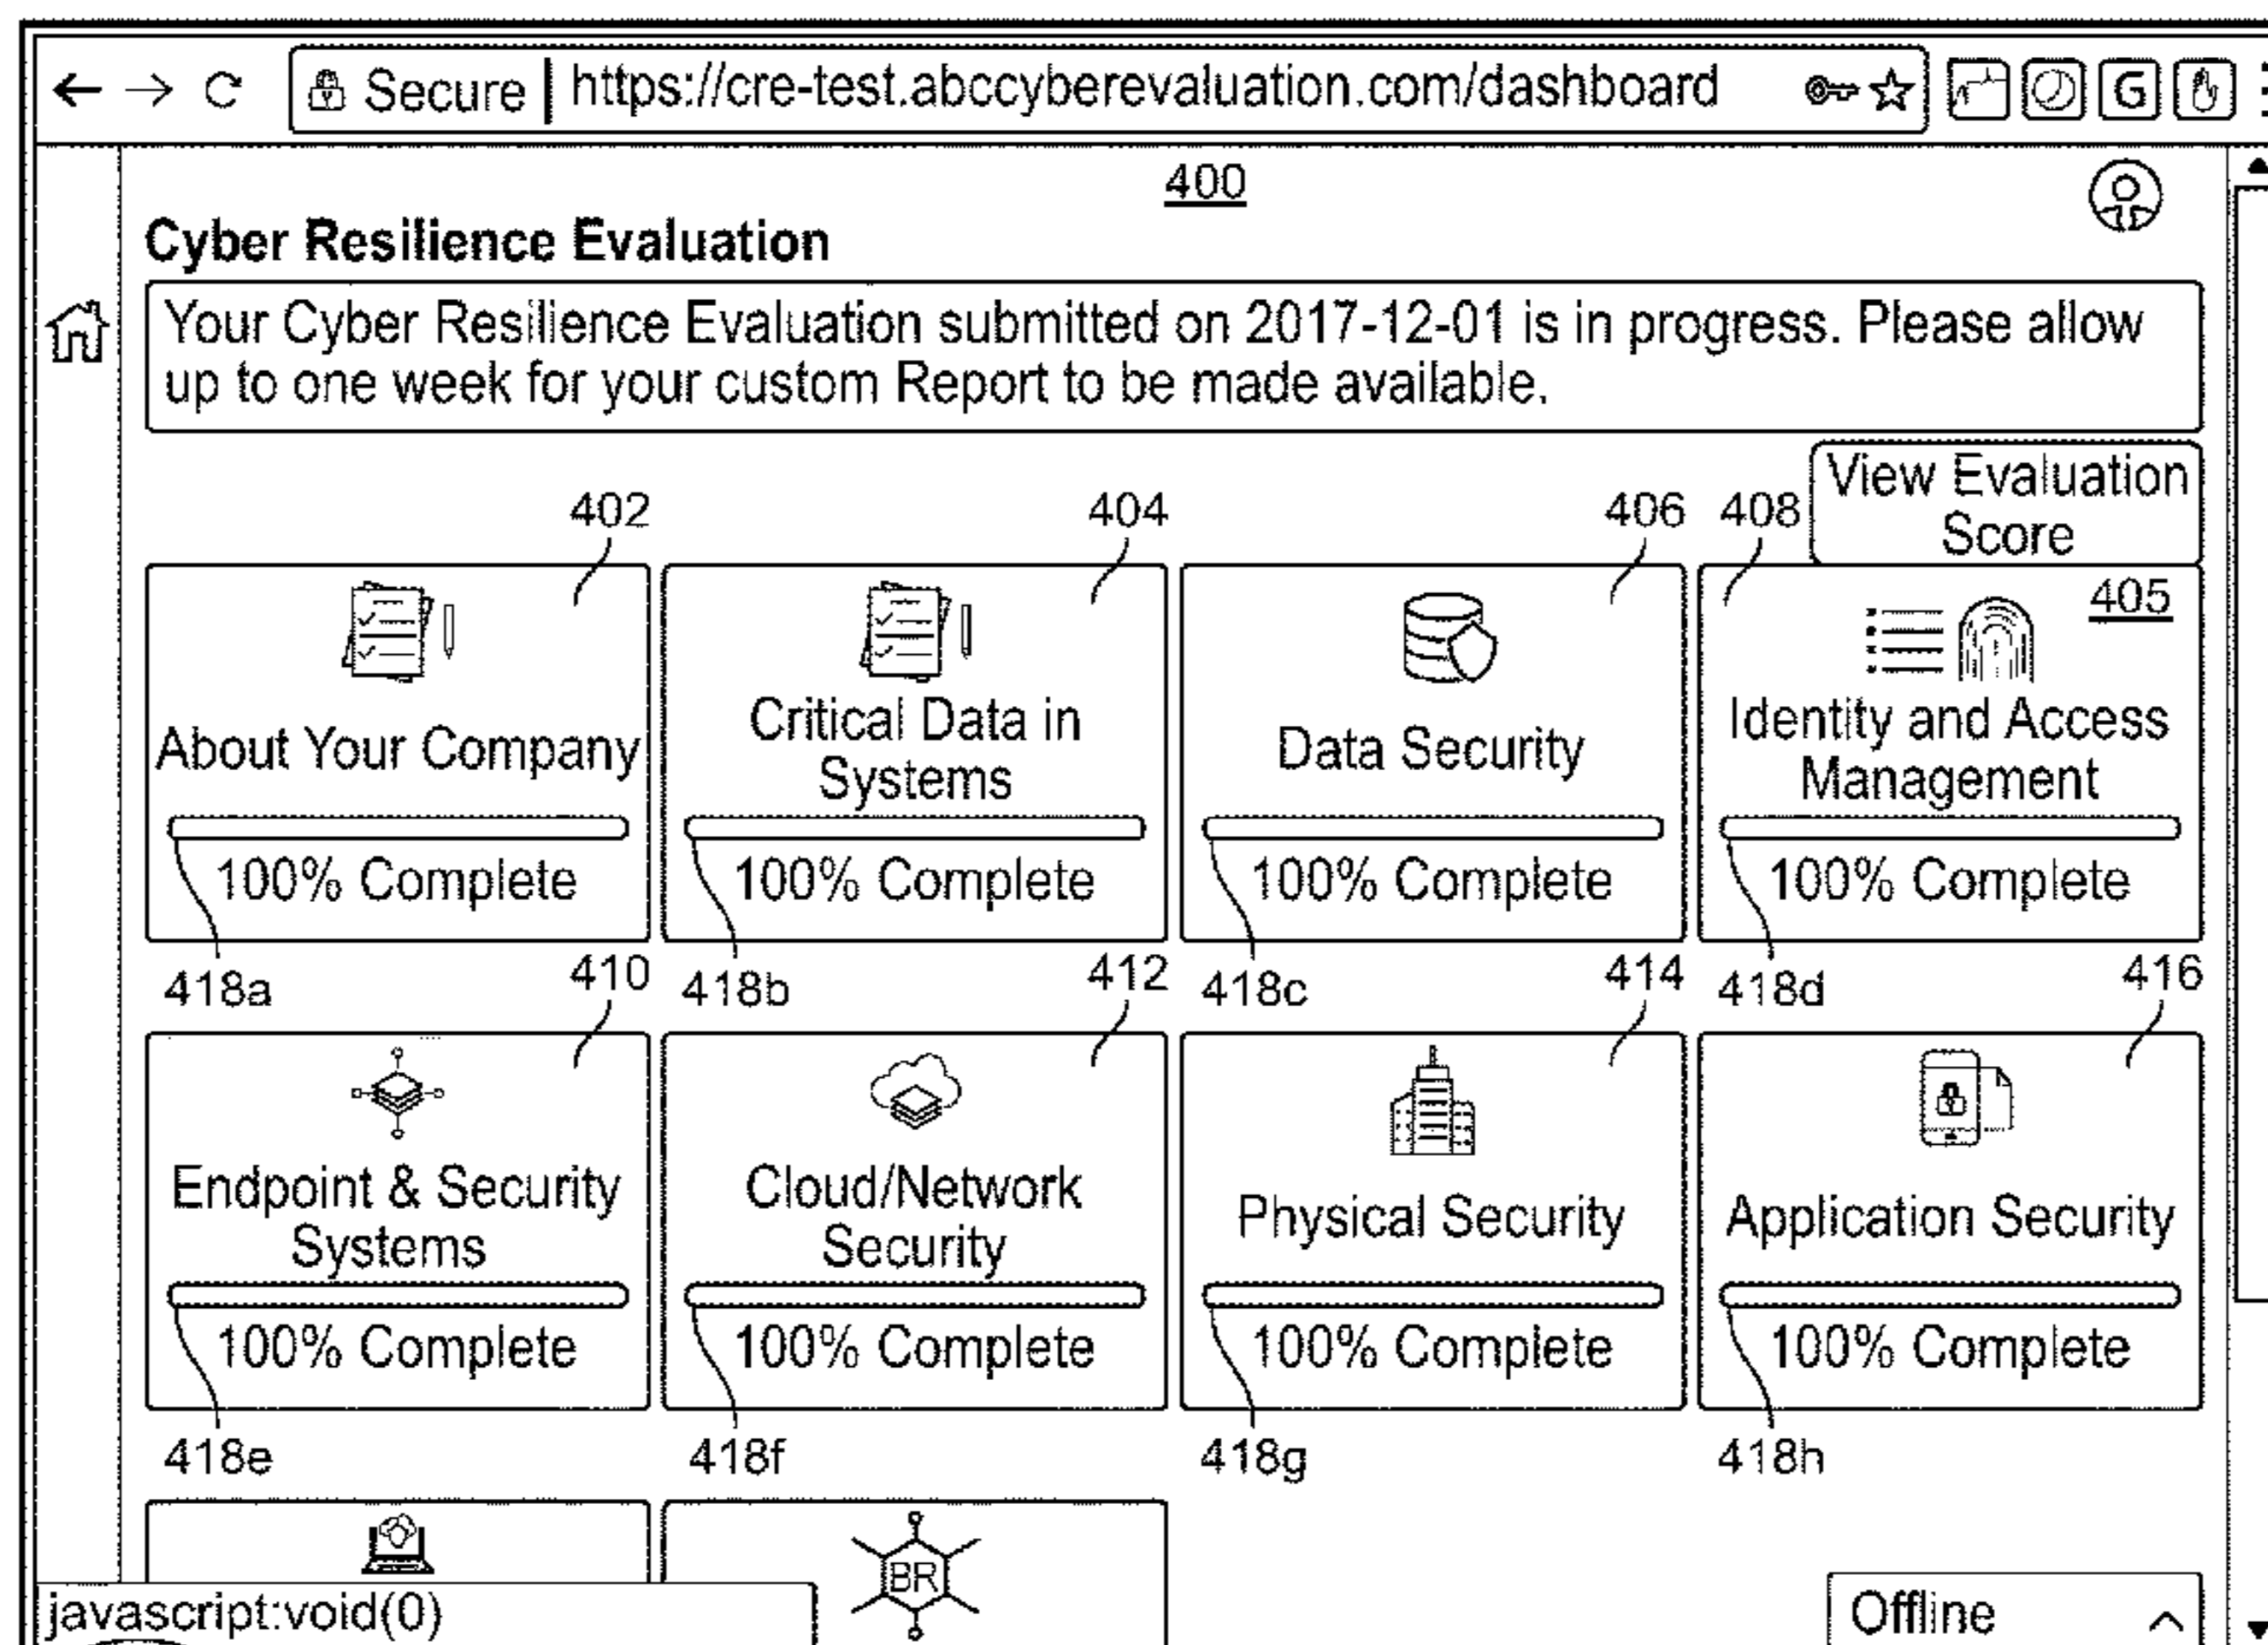 Secure | https://cre-test.abccyberevaluation.com/dashboard G
400
Cyber Resilience Evaluation
Your Cyber Resilience Evaluation submitted on 2017-12-01 is in progress. Please allow
up to one week for your custom Report to be made available.
View Evaluation
Score
402 404 406 408
405
About Your Company
100% Complete
Critical Data in
Systems
100% Complete
Data Security
100% Complete
Identity and Access
Management
100% Complete
418a 418b 418c 418d
410 412 414 416
Endpoint & Security
Systems
100% Complete
Cloud/Network
Security
100% Complete
Physical Security
100% Complete
Application Security
100% Complete
418e 418f 418g 418h
BR
javascript:void(0)
Offline